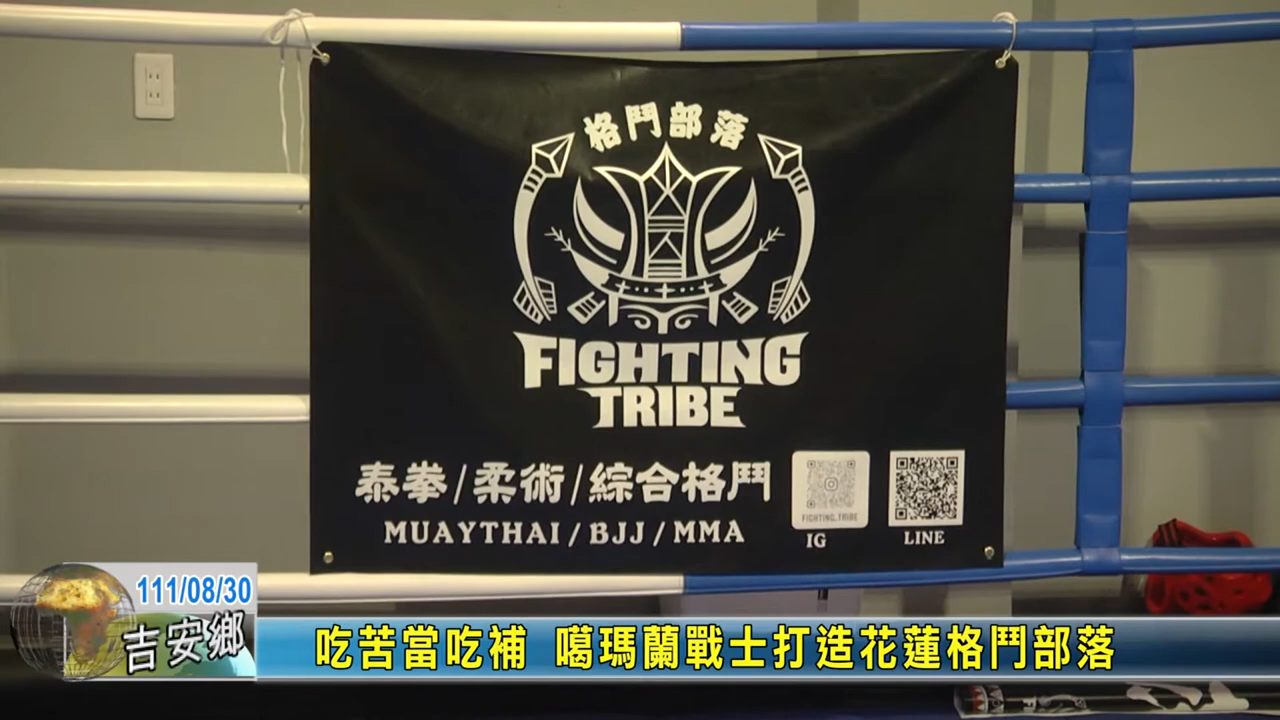 格鬥部落
FIGHTING
TRIBE
泰拳/柔術/綜合格鬥
MUAYTHAI/BJJ/MMA
FIGHTING_TRIBE
IG
LINE
111/08/30
吉安鄉
吃苦當吃補 噶瑪蘭戰士打造花蓮格鬥部落